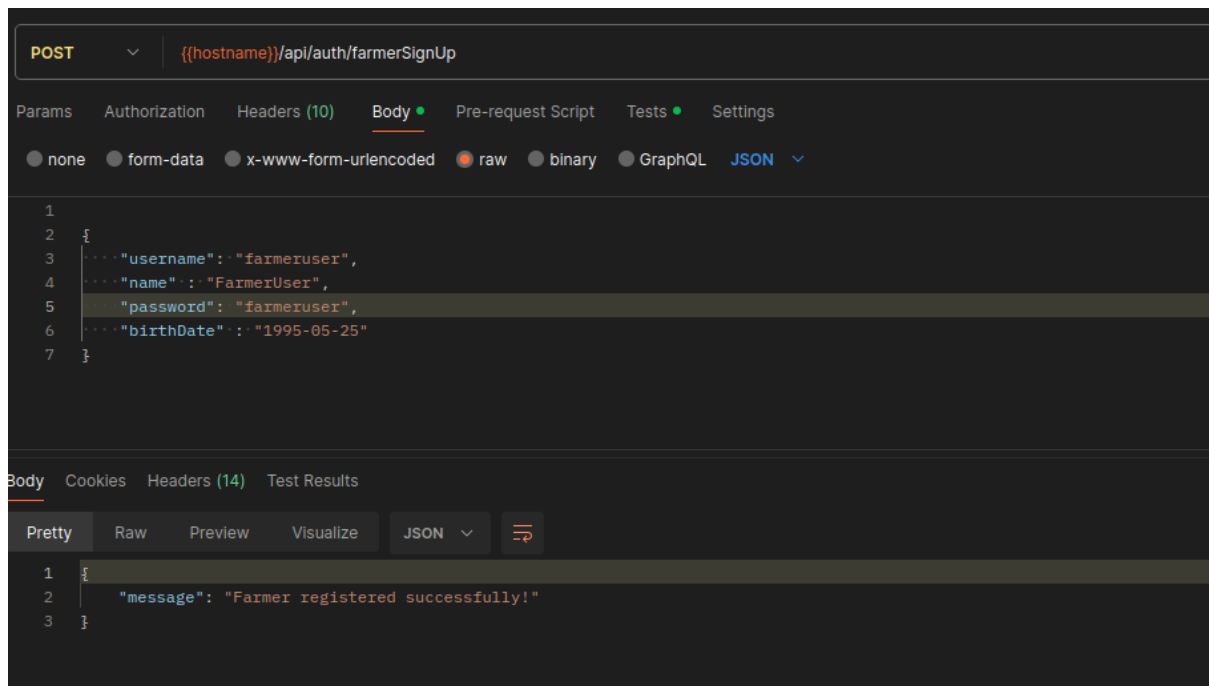 POST {{hostname}}/api/auth/farmerSignUp
Params Authorization Headers (10) Body Pre-request Script Tests Settings
none form-data x-www-form-urlencoded raw binary GraphQL JSON
1
2 {
3 "username": "farmeruser",
4 "name" : "FarmerUser",
5 "password": "farmeruser",
6 "birthDate" : "1995-05-25"
7 }
Body Cookies Headers (14) Test Results
Pretty Raw Preview Visualize JSON
1 {
2 "message": "Farmer registered successfully!"
3 }